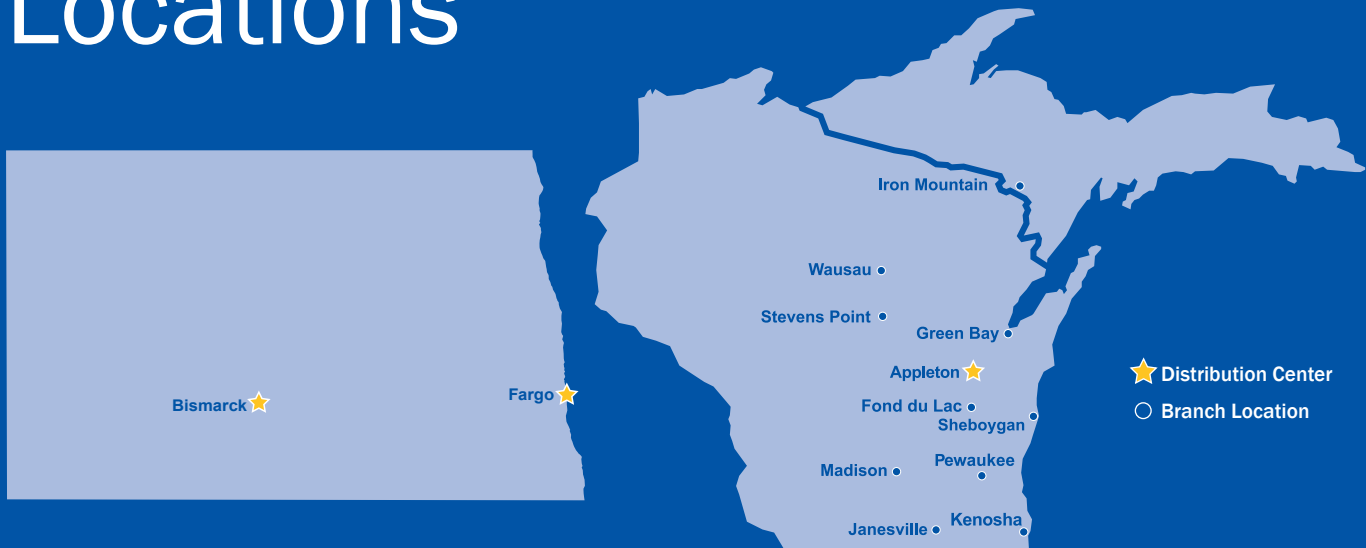 Locations
Iron Mountain
Wausau
Stevens Point
Green Bay
Appleton
Distribution Center
Fargo
Bismarck
Fond du Lac
Branch Location
Sheboygan
Pewaukee
Madison
Kenosha
Janesville